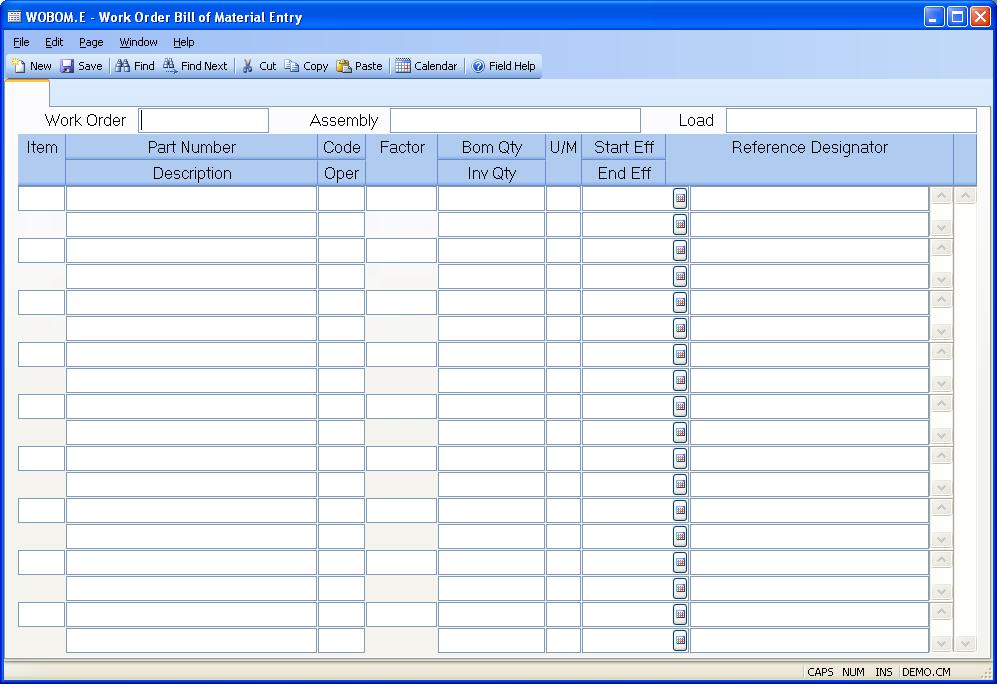 WOBOM.E - Work Order Bill of Material Entry
File Edit Page Window Help
New Save Find Find Next Cut Copy Paste Calendar Field Help
Work Order Assembly Load
Item Part Number Code Factor Bom Qty U/M Start Eff Reference Designator
Description Oper Inv Qty End Eff
CAPS NUM INS DEMO.CM